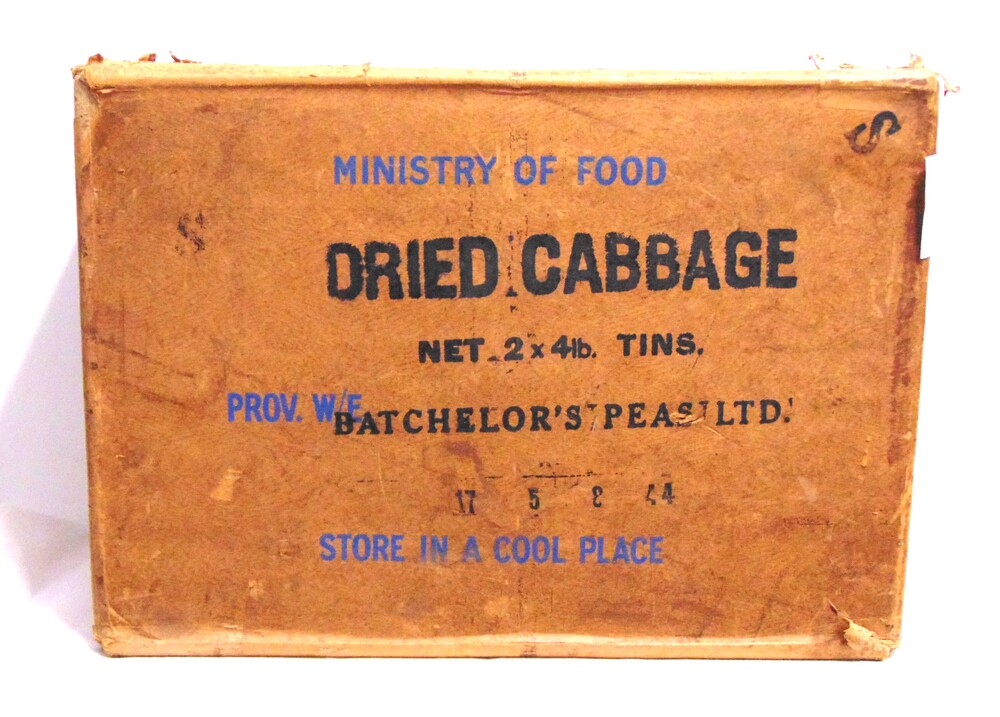 S
MINISTRY OF FOOD
S
DRIED CABBAGE
NET. 2 x 4lb. TINS.
PROV. W/E BATCHELOR'S PEAS LTD.
17 5 8 44
STORE IN A COOL PLACE